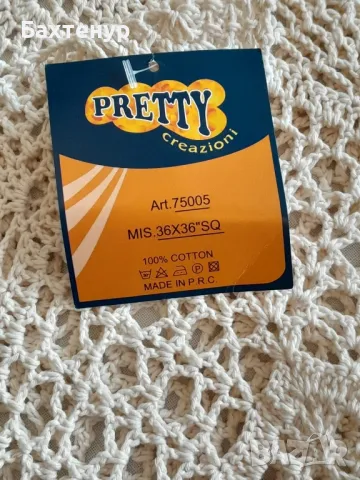 Бахтенур
PRETTY
creazioni
Art.75005
MIS.36X36"SQ
100% COTTON
MADE IN P.R.C.